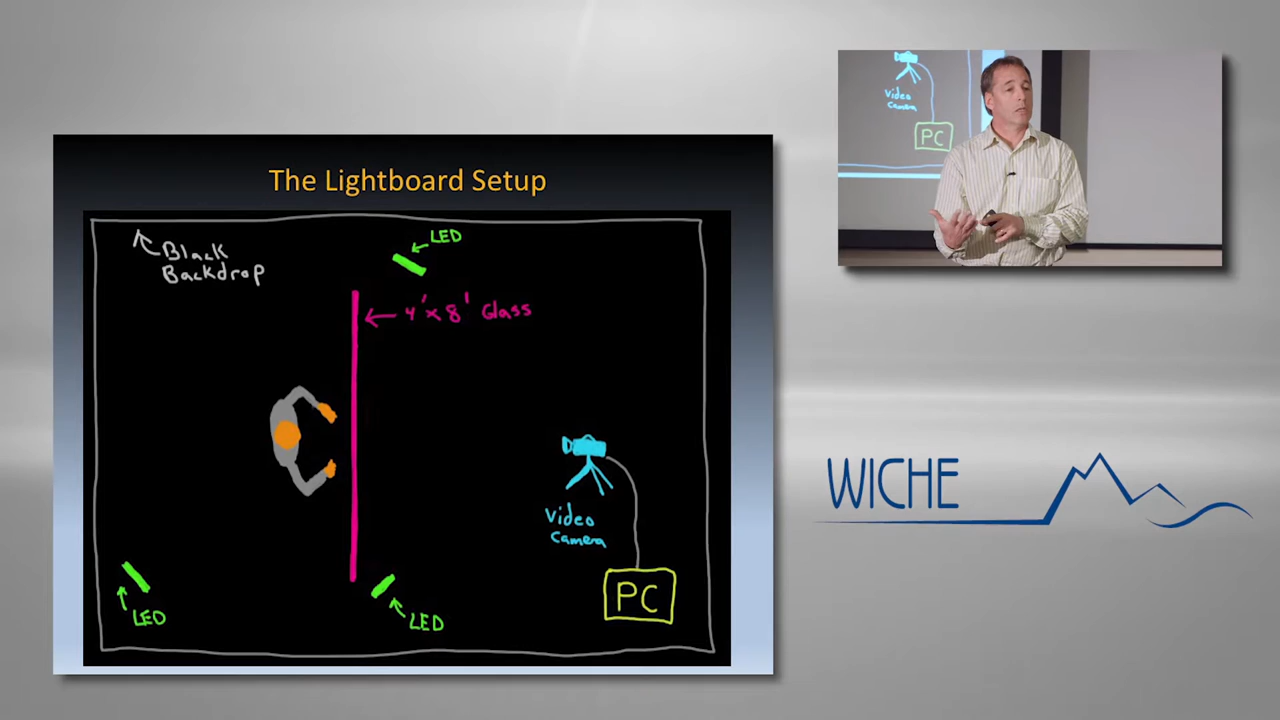 The Lightboard Setup
Black
Backdrop
LED
4' x 8' Glass
Video
Camera
PC
LED
LED
Video
Camera
PC
WICHE